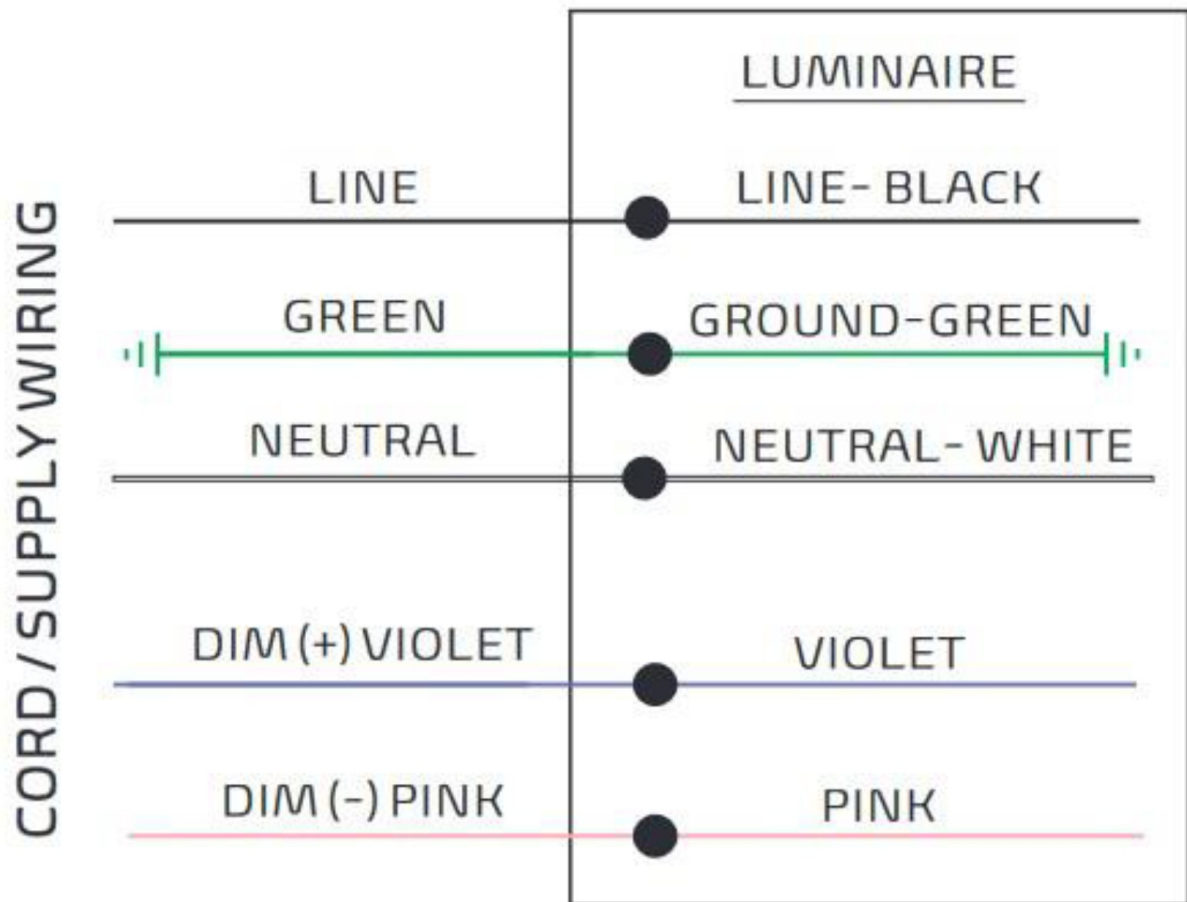 LUMINAIRE
CORD / SUPPLY WIRING
LINE
LINE- BLACK
GREEN
GROUND-GREEN
NEUTRAL
NEUTRAL- WHITE
DIM (+) VIOLET
VIOLET
DIM (-) PINK
PINK